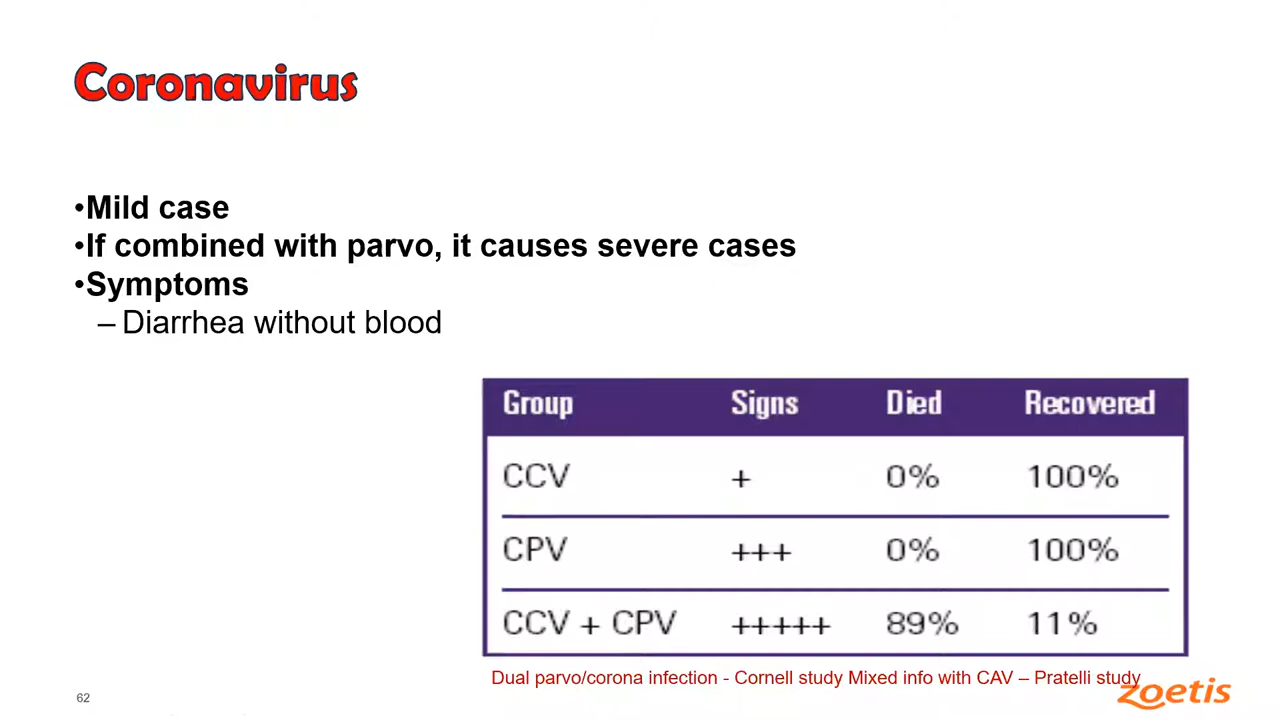 Coronavirus
•Mild case
•If combined with parvo, it causes severe cases
•Symptoms
– Diarrhea without blood
Group Signs Died Recovered
CCV + 0% 100%
CPV +++ 0% 100%
CCV + CPV +++++ 89% 11%
Dual parvo/corona infection - Cornell study Mixed info with CAV – Pratelli study
62
zoetis